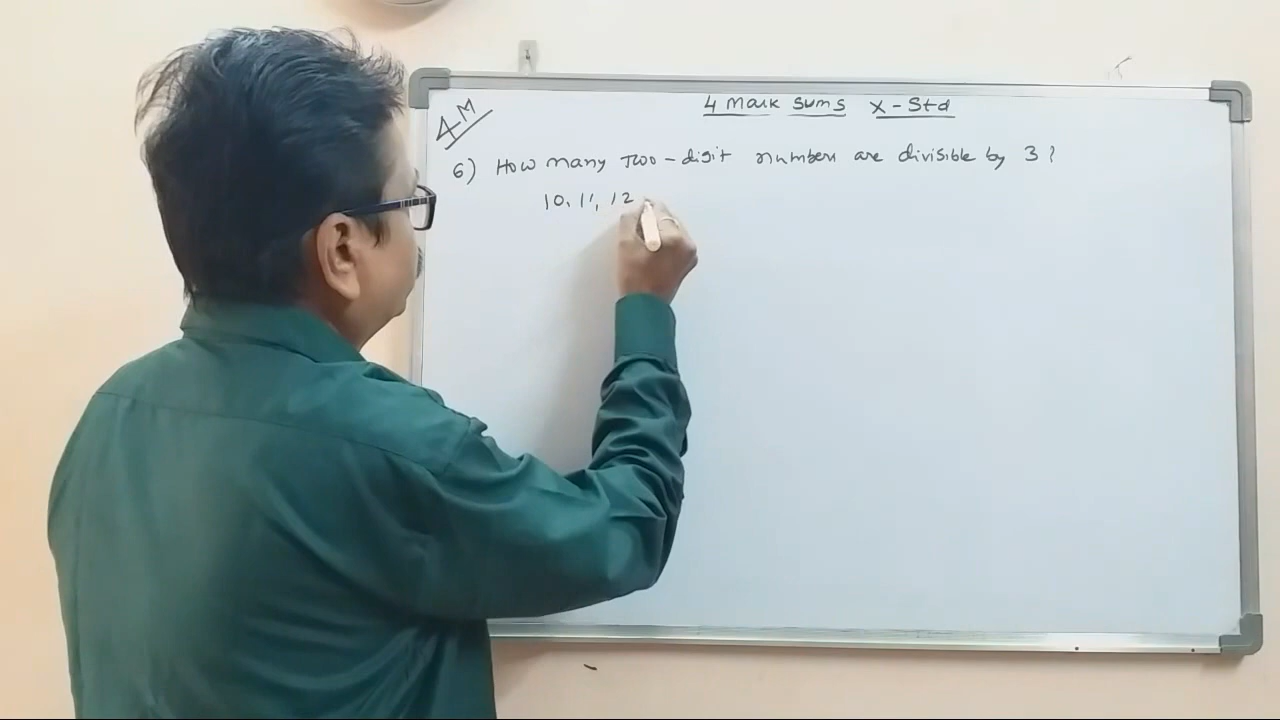 4 Mark Sums X - Std
4M
6) How many Two-digit numbers are divisible by 3?
10, 11, 12